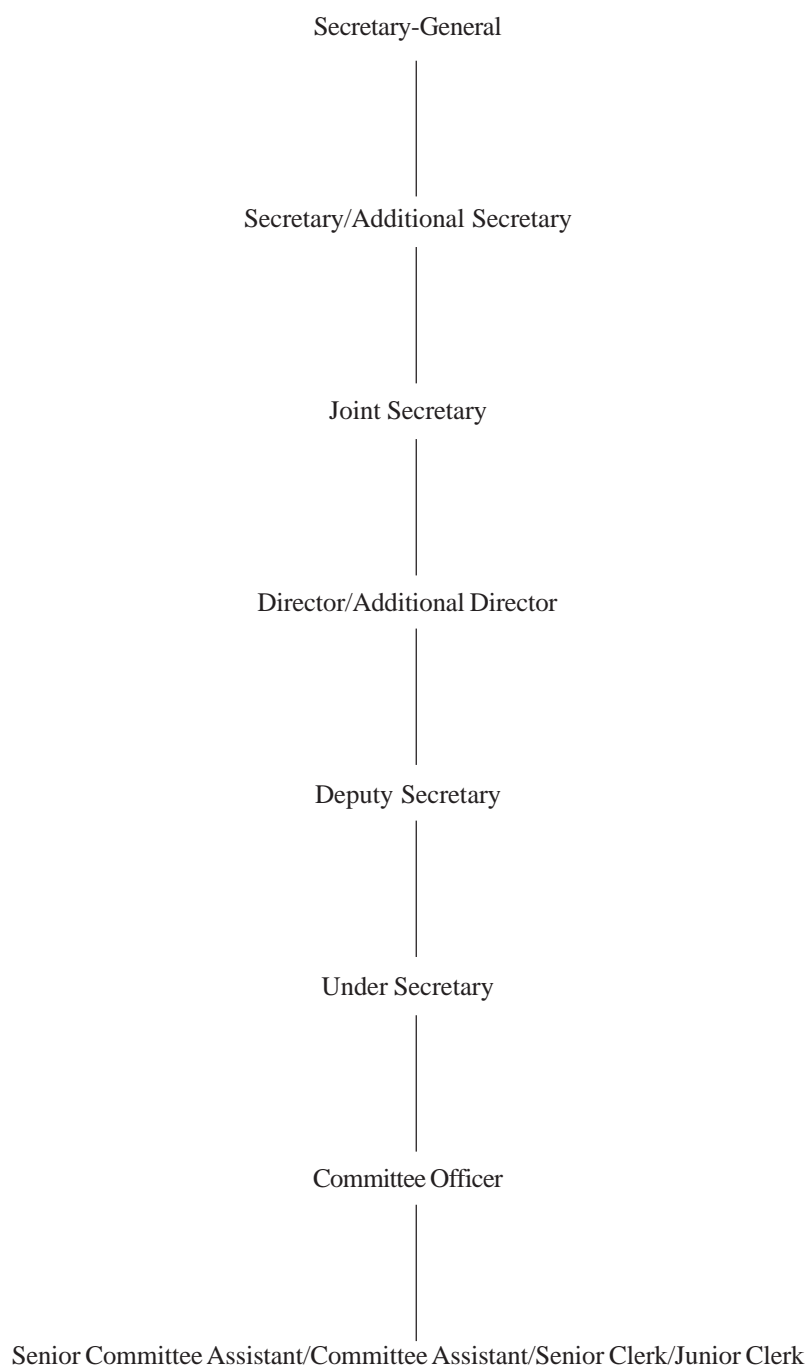 Secretary-General
Secretary/Additional Secretary
Joint Secretary
Director/Additional Director
Deputy Secretary
Under Secretary
Committee Officer
Senior Committee Assistant/Committee Assistant/Senior Clerk/Junior Clerk